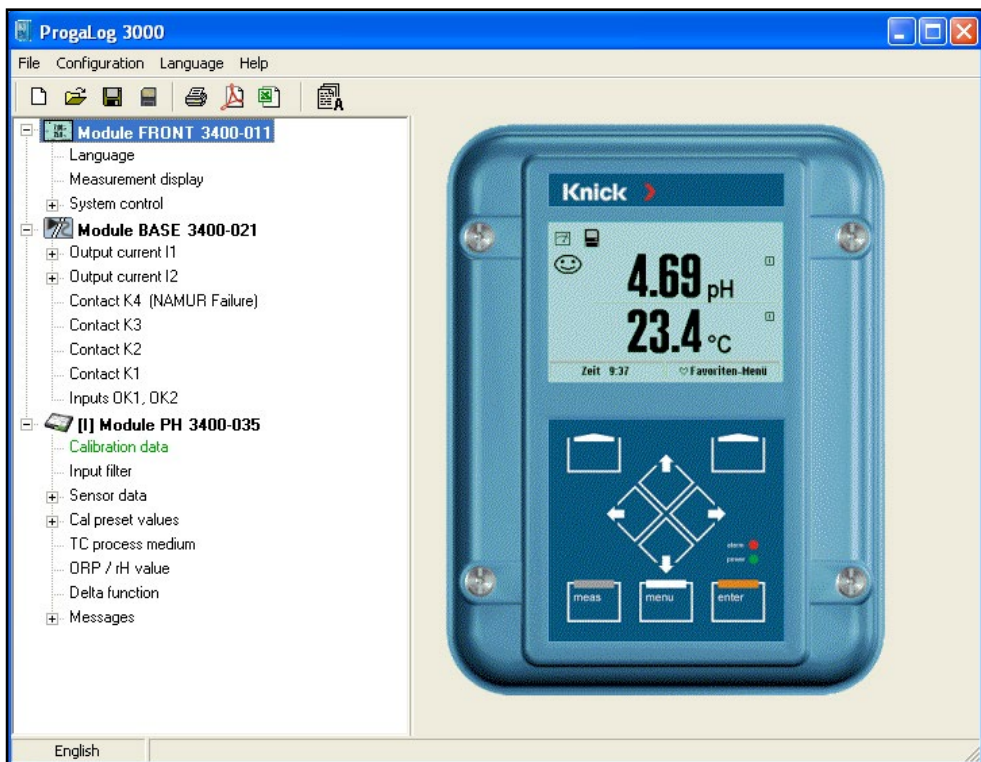 ProgaLog 3000
File Configuration Language Help
A
Module FRONT 3400-011
Language
Measurement display
System control
Module BASE 3400-021
Output current I1
Output current I2
Contact K4 (NAMUR Failure)
Contact K3
Contact K2
Contact K1
Inputs OK1, OK2
[I] Module PH 3400-035
Calibration data
Input filter
Sensor data
Cal preset values
TC process medium
ORP / rH value
Delta function
Messages
Knick
4.69 pH
23.4 °C
Zeit 9:37 Favoriten-Menü
alarm
power
meas menu enter
English